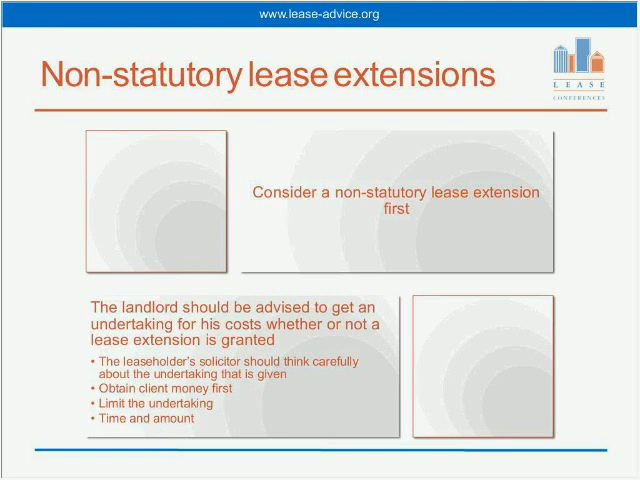 www.lease-advice.org
Non-statutory lease extensions
L E A S E
CONFERENCES
Consider a non-statutory lease extension
first
The landlord should be advised to get an
undertaking for his costs whether or not a
lease extension is granted
• The leaseholder's solicitor should think carefully
about the undertaking that is given
• Obtain client money first
• Limit the undertaking
• Time and amount